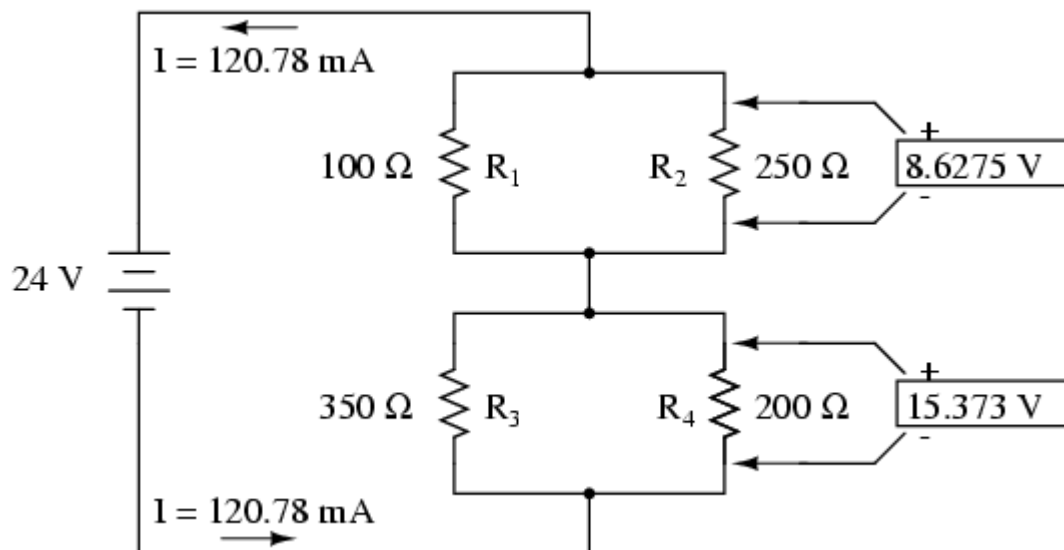 I = 120.78 mA
100 Ω R1 R2 250 Ω + 8.6275 V -
24 V
350 Ω R3 R4 200 Ω + 15.373 V -
I = 120.78 mA